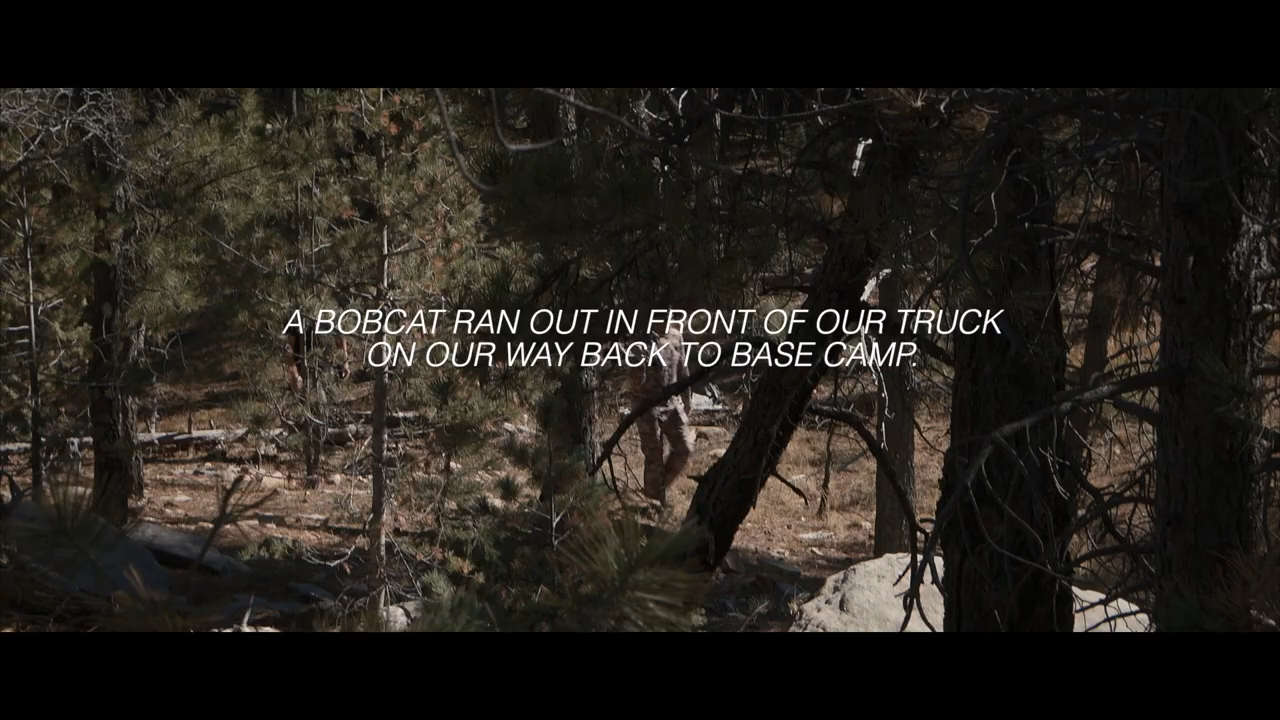 A BOBCAT RAN OUT IN FRONT OF OUR TRUCK
ON OUR WAY BACK TO BASE CAMP.